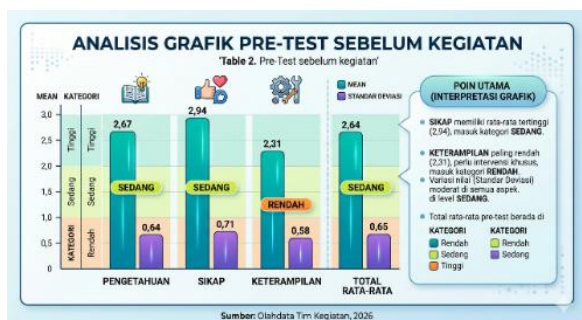 ANALISIS GRAFIK PRE-TEST SEBELUM KEGIATAN
'Table 2. Pre-Test sebelum kegiatan'
MEAN KATEGORI
3,0
2,5
2,0
1,5
1,0
0,5
0
Tinggi
Tinggi
Sedang
Sedang
KATEGORI
Rendah
2,67
SEDANG
0,64
PENGETAHUAN
2,94
SEDANG
0,71
SIKAP
2,31
RENDAH
0,58
KETERAMPILAN
MEAN
STANDAR DEVIASI
2,64
SEDANG
0,65
TOTAL
RATA-RATA
POIN UTAMA
(INTERPRETASI GRAFIK)
SIKAP memiliki rata-rata tertinggi
(2,94), masuk kategori SEDANG.
KETERAMPILAN paling rendah
(2,31), perlu intervensi khusus,
masuk kategori RENDAH.
Variasi nilai (Standar Deviasi)
moderat di semua aspek.
di level SEDANG.
Total rata-rata pre-test berada di
KATEGORI
Rendah
Sedang
Tinggi
KATEGORI
Rendah
Sedang
Sumber: Olahdata Tim Kegiatan, 2026